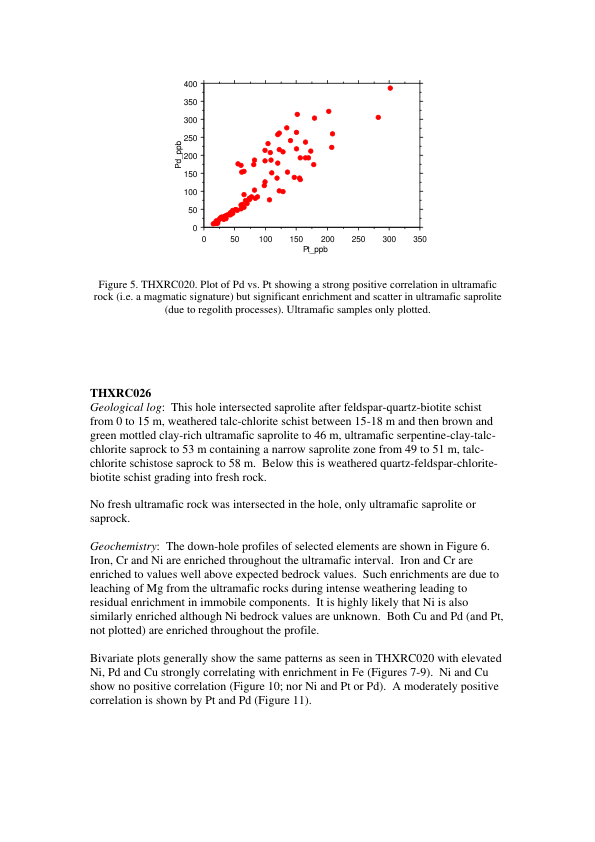 400
350
300
250
200
150
100
50
0
Pd_ppb
0 50 100 150 200 250 300 350
Pt_ppb
Figure 5. THXRC020. Plot of Pd vs. Pt showing a strong positive correlation in ultramafic
rock (i.e. a magmatic signature) but significant enrichment and scatter in ultramafic saprolite
(due to regolith processes). Ultramafic samples only plotted.
THXRC026
Geological log: This hole intersected saprolite after feldspar-quartz-biotite schist
from 0 to 15 m, weathered talc-chlorite schist between 15-18 m and then brown and
green mottled clay-rich ultramafic saprolite to 46 m, ultramafic serpentine-clay-talc-
chlorite saprock to 53 m containing a narrow saprolite zone from 49 to 51 m, talc-
chlorite schistose saprock to 58 m. Below this is weathered quartz-feldspar-chlorite-
biotite schist grading into fresh rock.
No fresh ultramafic rock was intersected in the hole, only ultramafic saprolite or
saprock.
Geochemistry: The down-hole profiles of selected elements are shown in Figure 6.
Iron, Cr and Ni are enriched throughout the ultramafic interval. Iron and Cr are
enriched to values well above expected bedrock values. Such enrichments are due to
leaching of Mg from the ultramafic rocks during intense weathering leading to
residual enrichment in immobile components. It is highly likely that Ni is also
similarly enriched although Ni bedrock values are unknown. Both Cu and Pd (and Pt,
not plotted) are enriched throughout the profile.
Bivariate plots generally show the same patterns as seen in THXRC020 with elevated
Ni, Pd and Cu strongly correlating with enrichment in Fe (Figures 7-9). Ni and Cu
show no positive correlation (Figure 10; nor Ni and Pt or Pd). A moderately positive
correlation is shown by Pt and Pd (Figure 11).